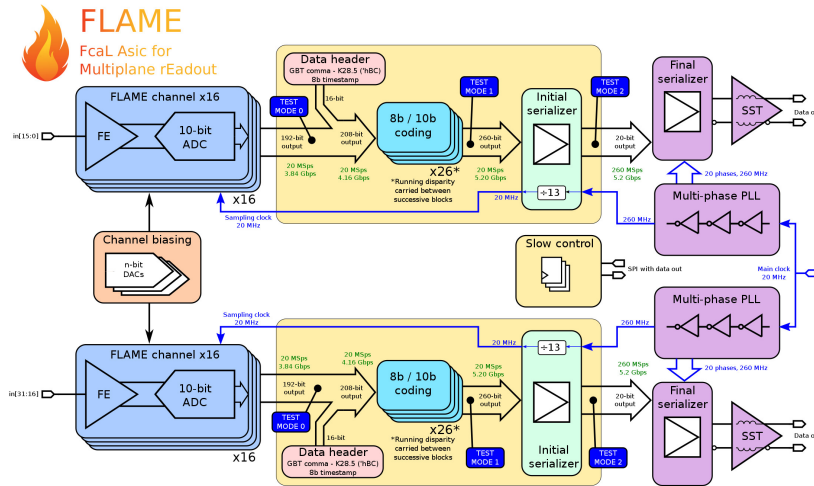 FLAME
FcaL Asic for
Multiplane rEadout
Data header
GBT comma - K28.5 ('hBC)
8b timestamp
FLAME channel x16
in[15:0]
FE
10-bit
ADC
x16
TEST
MODE 0
16-bit
192-bit
output
208-bit
output
20 MSps
3.84 Gbps
20 MSps
4.16 Gbps
8b / 10b
coding
x26*
*Running disparity
carried between
successive blocks
TEST
MODE 1
260-bit
output
20 MSps
5.20 Gbps
Initial
serializer
÷13
20 MHz
TEST
MODE 2
20-bit
output
260 MSps
5.2 Gbps
Final
serializer
SST
Data o
20 phases, 260 MHz
Multi-phase PLL
260 MHz
Sampling clock
20 MHz
Channel biasing
n-bit
DACs
Slow control
SPI with data out
Main clock
20 MHz
Multi-phase PLL
260 MHz
20 phases, 260 MHz
Sampling clock
20 MHz
20 MHz
÷13
FLAME channel x16
in[31:16]
FE
10-bit
ADC
x16
20 MSps
3.84 Gbps
20 MSps
4.16 Gbps
192-bit
output
208-bit
output
TEST
MODE 0
16-bit
Data header
GBT comma - K28.5 ('hBC)
8b timestamp
8b / 10b
coding
x26*
*Running disparity
carried between
successive blocks
20 MSps
5.20 Gbps
260-bit
output
TEST
MODE 1
Initial
serializer
260 MSps
5.2 Gbps
20-bit
output
TEST
MODE 2
Final
serializer
SST
Data o